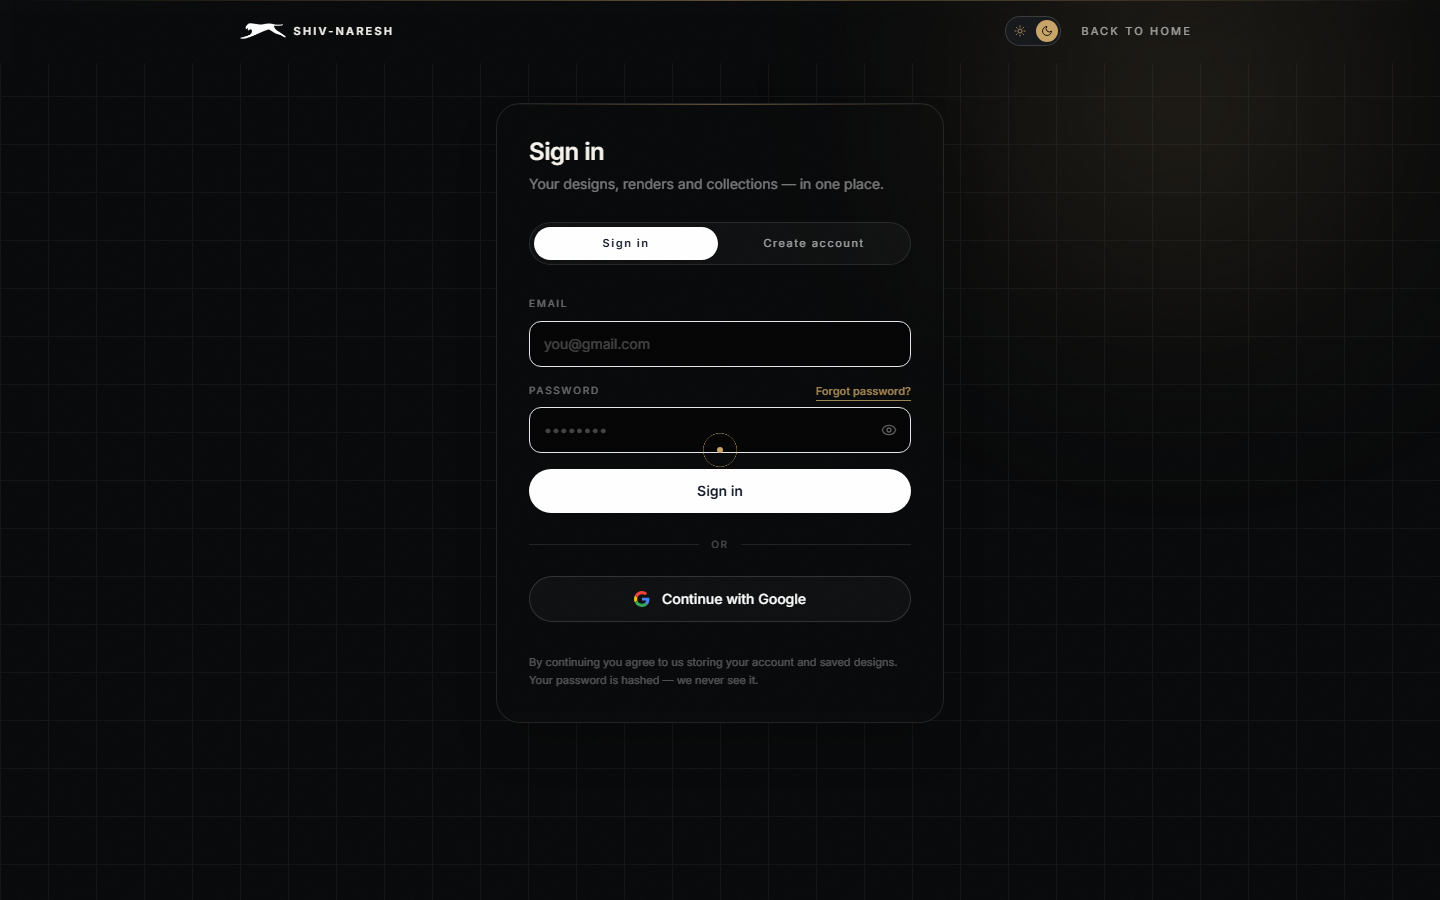 SHIV-NARESH
BACK TO HOME
Sign in
Your designs, renders and collections — in one place.
Sign in
Create account
EMAIL
you@gmail.com
PASSWORD
Forgot password?
••••••••
Sign in
OR
Continue with Google
By continuing you agree to us storing your account and saved designs.
Your password is hashed — we never see it.